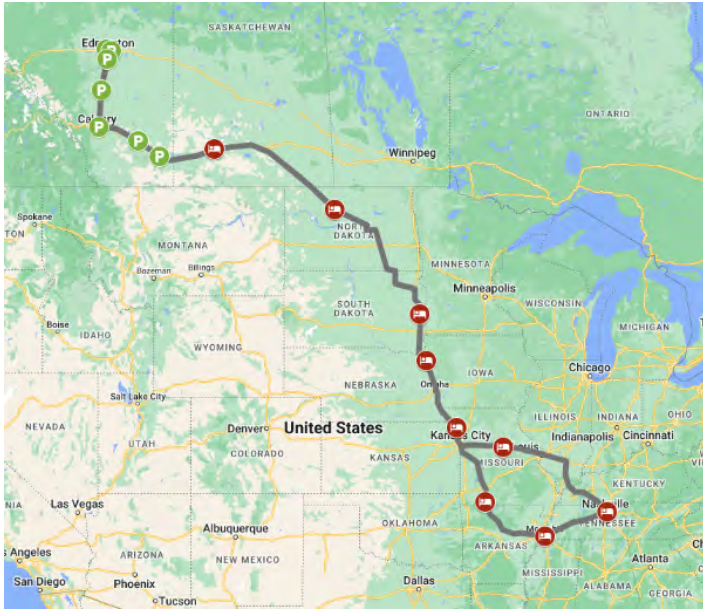 SASKATCHEWAN
P
P
P
Calgary
P
P
P
ONTARIO
Winnipeg
Spokane
NORTH
DAKOTA
MONTANA
MINNESOTA
Bozeman
Billings
Minneapolis
SOUTH
DAKOTA
WISCONSIN
Boise
IDAHO
MICHIGAN
WYOMING
IOWA
Chicago
NEBRASKA
Omaha
Salt Lake City
ILLINOIS
INDIANA
OHIO
NEVADA
Denver
United States
Kansas City
Indianapolis
Cincinnati
UTAH
COLORADO
KANSAS
MISSOURI
KENTUCKY
Las Vegas
Nashville
TENNESSEE
Albuquerque
OKLAHOMA
ARKANSAS
Angeles
ARIZONA
NEW MEXICO
Atlanta
MISSISSIPPI
San Diego
Phoenix
Dallas
ALABAMA
GEORGIA
Tucson